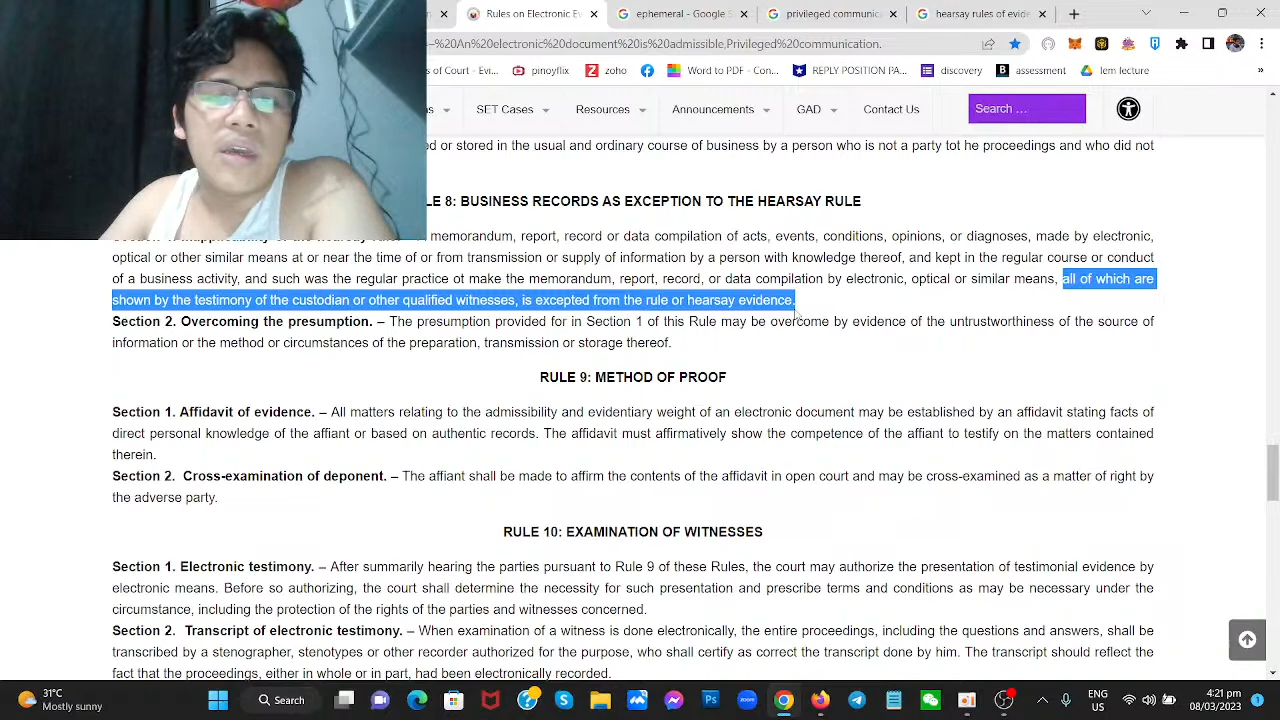 Rules on Electronic Ev
ephemeral - Google S
privileged communic
hearsay rules of evid
~ An%20electronic%20document%20is%20admissible,Privileged%20communication.
s of Court - Evi...
pinoyflix
zoho
Word to PDF - Con...
REPLY POSITION PA...
discovery
assessment
lem lecture
»
SET Cases
Resources
Announcements
GAD
Contact Us
Search …
d or stored in the usual and ordinary course of business by a person who is not a party tot he proceedings and who did not
LE 8: BUSINESS RECORDS AS EXCEPTION TO THE HEARSAY RULE
memorandum, report, record or data compilation of acts, events, conditions, opinions, or diagnoses, made by electronic,
optical or other similar means at or near the time of or from transmission or supply of information by a person with knowledge thereof, and kept in the regular course or conduct
of a business activity, and such was the regular practice ot make the memorandum, report, record, or data compilation by electronic, optical or similar means, all of which are
shown by the testimony of the custodian or other qualified witnesses, is excepted from the rule or hearsay evidence.
Section 2. Overcoming the presumption. – The presumption provided for in Section 1 of this Rule may be overcome by evidence of the untrustworthiness of the source of
information or the method or circumstances of the preparation, transmission or storage thereof.
RULE 9: METHOD OF PROOF
Section 1. Affidavit of evidence. – All matters relating to the admissibility and evidentiary weight of an electronic document may be established by an affidavit stating facts of
direct personal knowledge of the affiant or based on authentic records. The affidavit must affirmatively show the competence of the affiant to testify on the matters contained
therein.
Section 2. Cross-examination of deponent. – The affiant shall be made to affirm the contents of the affidavit in open court and may be cross-examined as a matter of right by
the adverse party.
RULE 10: EXAMINATION OF WITNESSES
Section 1. Electronic testimony. – After summarily hearing the parties pursuant to Rule 9 of these Rules, the court may authorize the presentation of testimonial evidence by
electronic means. Before so authorizing, the court shall determine the necessity for such presentation and prescribe terms and conditions as may be necessary under the
circumstance, including the protection of the rights of the parties and witnesses concerned.
Section 2. Transcript of electronic testimony. – When examination of a witness is done electronically, the entire proceedings, including the questions and answers, shall be
transcribed by a stenographer, stenotypes or other recorder authorized for the purpose, who shall certify as correct the transcript done by him. The transcript should reflect the
fact that the proceedings, either in whole or in part, had been electronically recorded.
31°C
Mostly sunny
Search
ENG
US
4:21 pm
08/03/2023